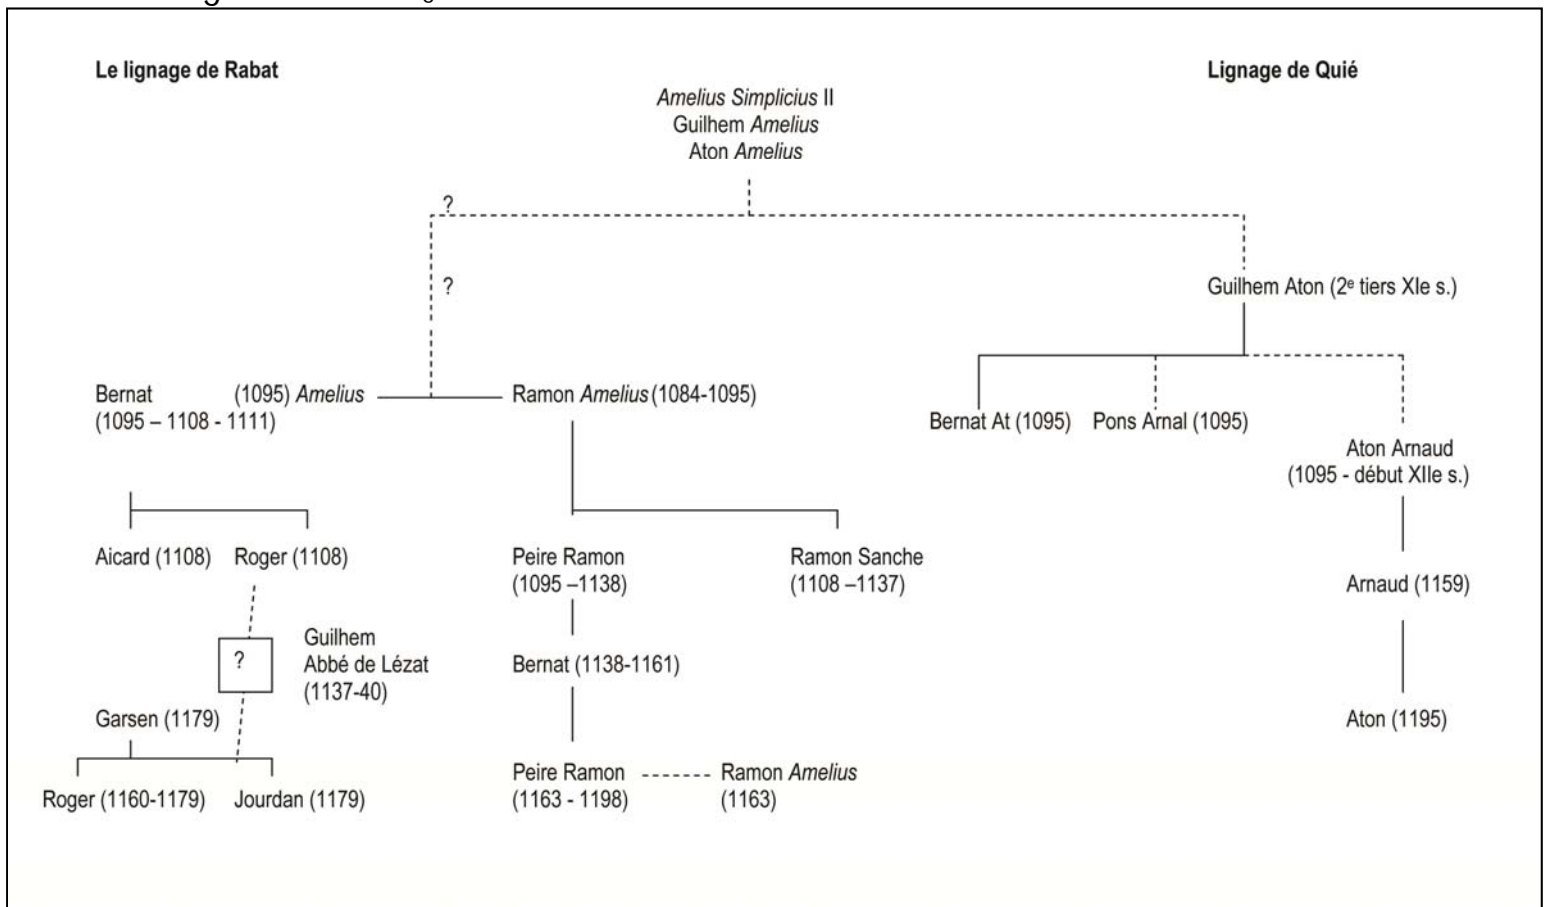 Le lignage de Rabat
Lignage de Quié
Amelius Simplicius II
Guilhem Amelius
Aton Amelius
?
?
Guilhem Aton (2e tiers XIe s.)
Bernat (1095) Amelius
(1095 – 1108 - 1111)
Ramon Amelius (1084-1095)
Bernat At (1095)
Pons Arnal (1095)
Aton Arnaud
(1095 - début XIIe s.)
Aicard (1108)
Roger (1108)
Peire Ramon
(1095 –1138)
Ramon Sanche
(1108 –1137)
Arnaud (1159)
?
Guilhem
Abbé de Lézat
(1137-40)
Bernat (1138-1161)
Garsen (1179)
Aton (1195)
Roger (1160-1179)
Jourdan (1179)
Peire Ramon
(1163 - 1198)
Ramon Amelius
(1163)